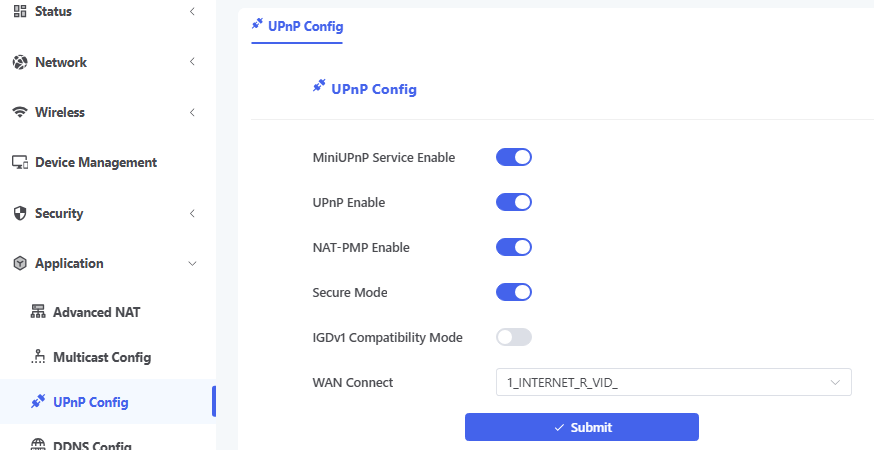 Status
Network
Wireless
Device Management
Security
Application
Advanced NAT
Multicast Config
UPnP Config
DDNS Config
UPnP Config
UPnP Config
MiniUPnP Service Enable
UPnP Enable
NAT-PMP Enable
Secure Mode
IGDv1 Compatibility Mode
WAN Connect
1_INTERNET_R_VID_
Submit